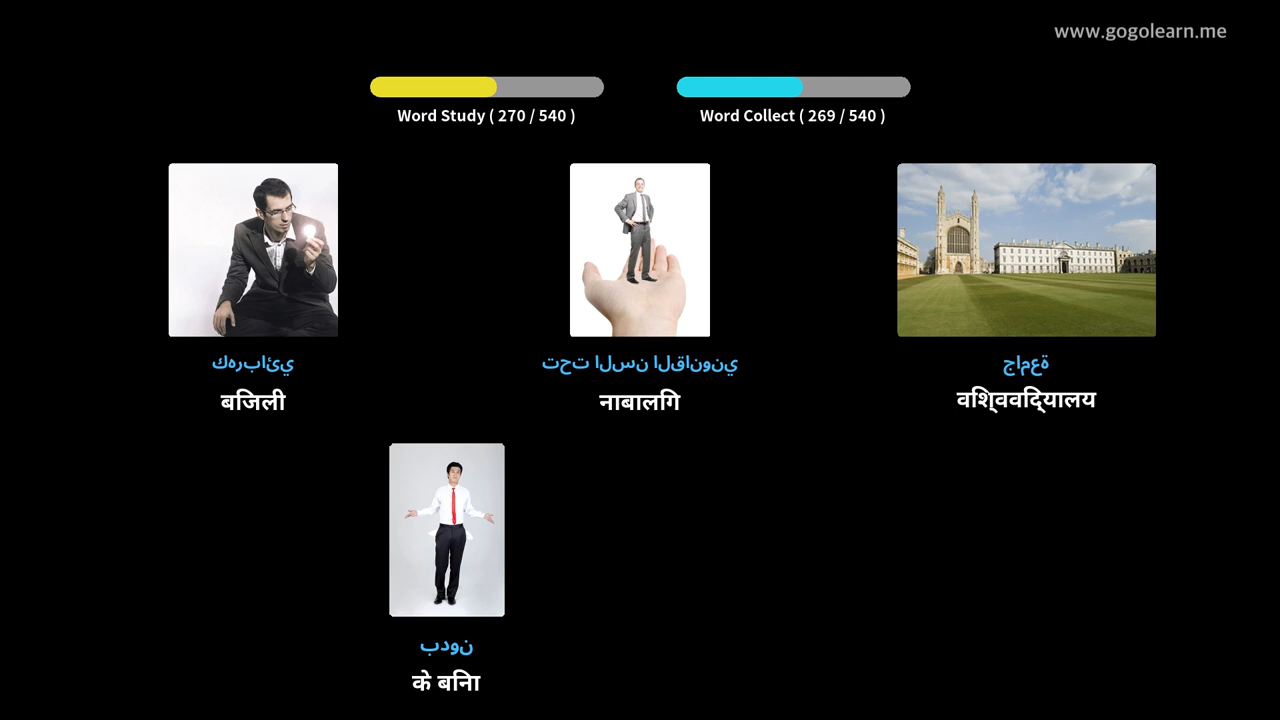 www.gogolearn.me
Word Study ( 270 / 540 )
Word Collect ( 269 / 540 )
كهربائي
تحت السن القانوني
جامعة
बजिली
नाबालगि
वशि्ववदि्यालय
بدون
के बनिा